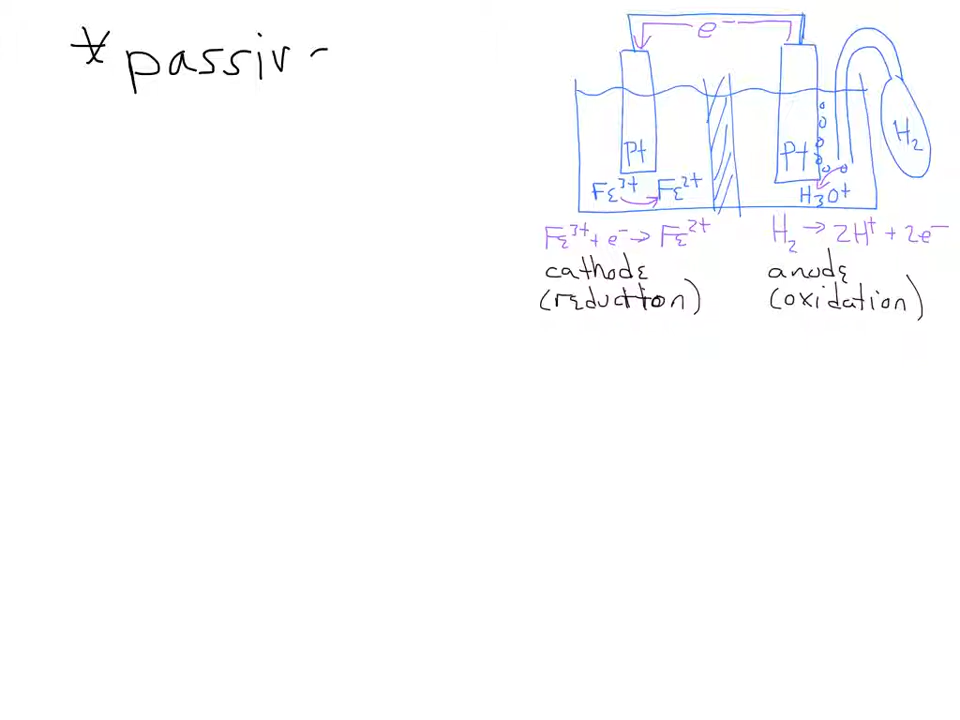 * passiv
e⁻
H₂
Pt
Pt
Fe³⁺ Fe²⁺
H₃O⁺
Fe³⁺ + e⁻ → Fe²⁺
H₂ → 2H⁺ + 2e⁻
cathode
(reduction)
anode
(oxidation)